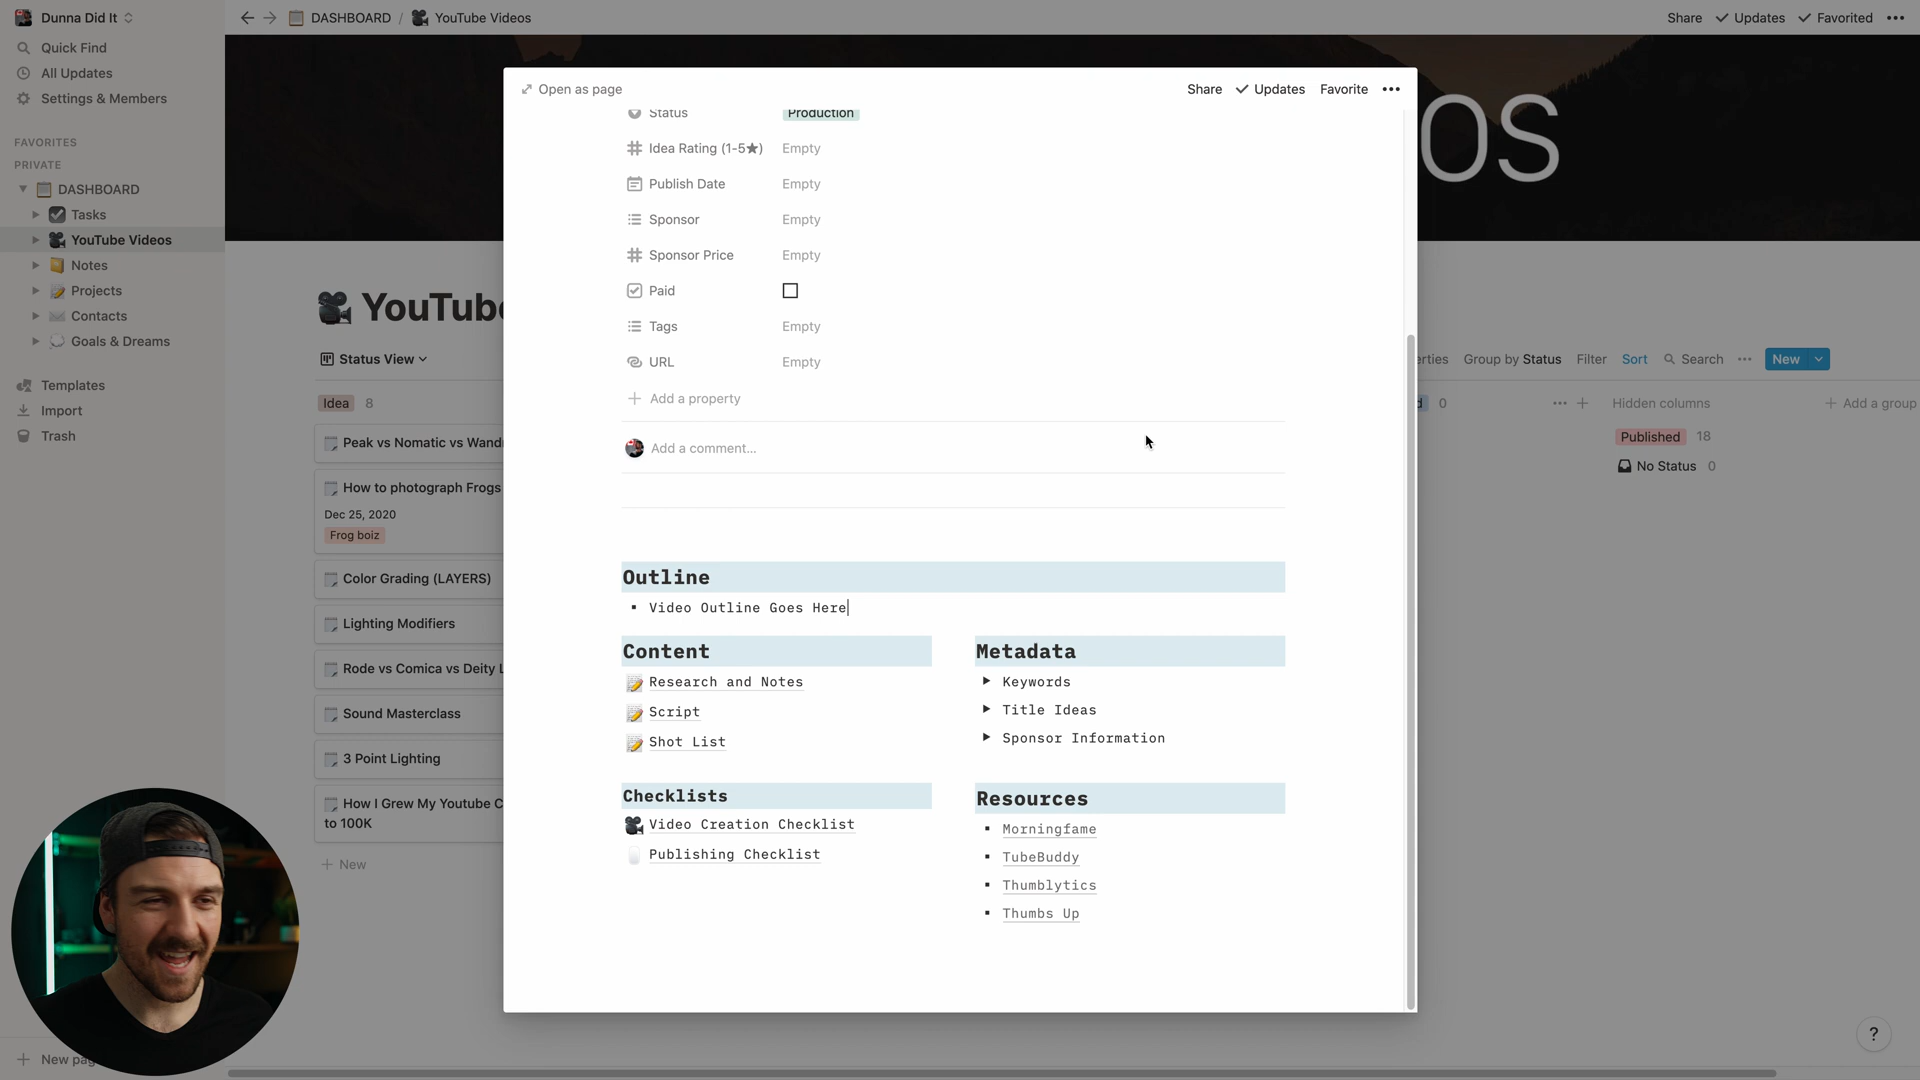 Dunna Did It
DASHBOARD / YouTube Videos
Share Updates Favorited
Quick Find
All Updates
Settings & Members
FAVORITES
PRIVATE
DASHBOARD
Tasks
YouTube Videos
Notes
Projects
Contacts
Goals & Dreams
Templates
Import
Trash
OS
YouTube
Status View
Idea 8
Peak vs Nomatic vs Wand
How to photograph Frogs
Dec 25, 2020
Frog boiz
Color Grading (LAYERS)
Lighting Modifiers
Rode vs Comica vs Deity L
Sound Masterclass
3 Point Lighting
How I Grew My Youtube C
to 100K
New
Open as page
Share Updates Favorite
Status Production
Idea Rating (1-5★) Empty
Publish Date Empty
Sponsor Empty
Sponsor Price Empty
Paid
Tags Empty
URL Empty
Add a property
Add a comment...
Outline
Video Outline Goes Here
Content
Research and Notes
Script
Shot List
Metadata
Keywords
Title Ideas
Sponsor Information
Checklists
Video Creation Checklist
Publishing Checklist
Resources
Morningfame
TubeBuddy
Thumblytics
Thumbs Up
erties Group by Status Filter Sort Search New
d 0
Hidden columns
Add a group
Published 18
No Status 0
New pag
?